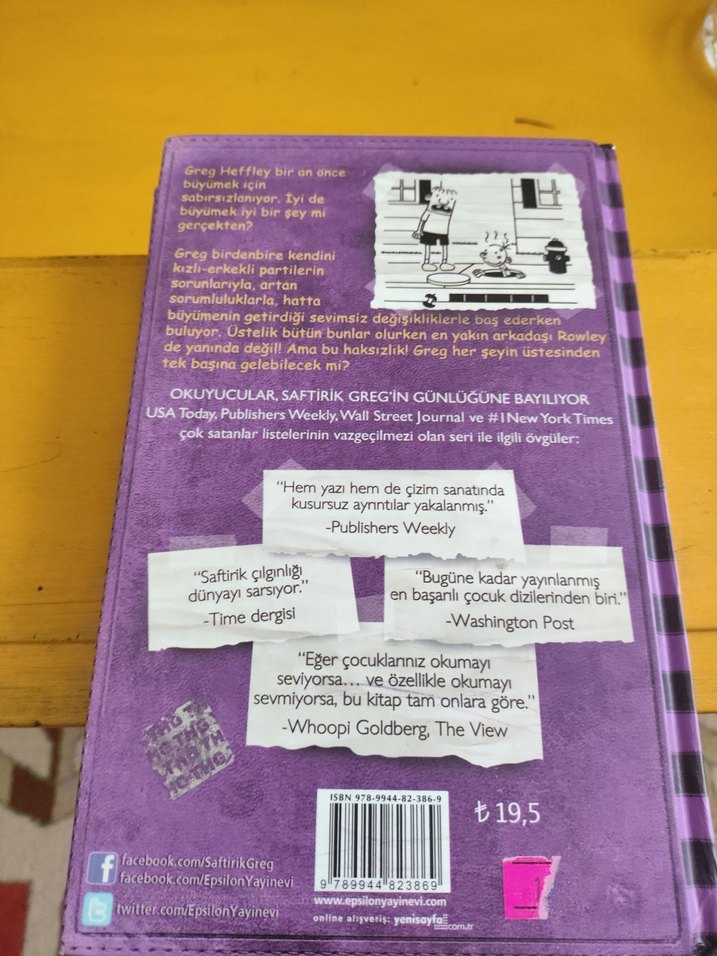 Greg Heffley bir an önce
büyümek için
sabırsızlanıyor. İyi de
büyümek iyi bir şey mi
gerçekten?
Greg birdenbire kendini
kızlı-erkekli partilerin
sorunlarıyla, artan
sorumluluklarla, hatta
büyümenin getirdiği sevimsiz değişikliklerle baş ederken
buluyor. Üstelik bütün bunlar olurken en yakın arkadaşı Rowley
de yanında değil! Ama bu haksızlık! Greg her şeyin üstesinden
tek başına gelebilecek mi?
OKUYUCULAR, SAFTİRİK GREG'İN GÜNLÜĞÜNE BAYILIYOR
USA Today, Publishers Weekly, Wall Street Journal ve #1 New York Times
çok satanlar listelerinin vazgeçilmezi olan seri ile ilgili övgüler:
"Hem yazı hem de çizim sanatında
kusursuz ayrıntılar yakalanmış."
-Publishers Weekly
"Saftirik çılgınlığı
dünyayı sarsıyor."
-Time dergisi
"Bugüne kadar yayınlanmış
en başarılı çocuk dizilerinden biri."
-Washington Post
"Eğer çocuklarınız okumayı
seviyorsa... ve özellikle okumayı
sevmiyorsa, bu kitap tam onlara göre."
-Whoopi Goldberg, The View
ISBN 978-9944-82-386-9
9 789944 823869
₺ 19,5
facebook.com/SaftirikGreg
facebook.com/EpsilonYayinevi
twitter.com/EpsilonYayinevi
www.epsilonyayinevi.com
online alışveriş: yenisayfa.com.tr